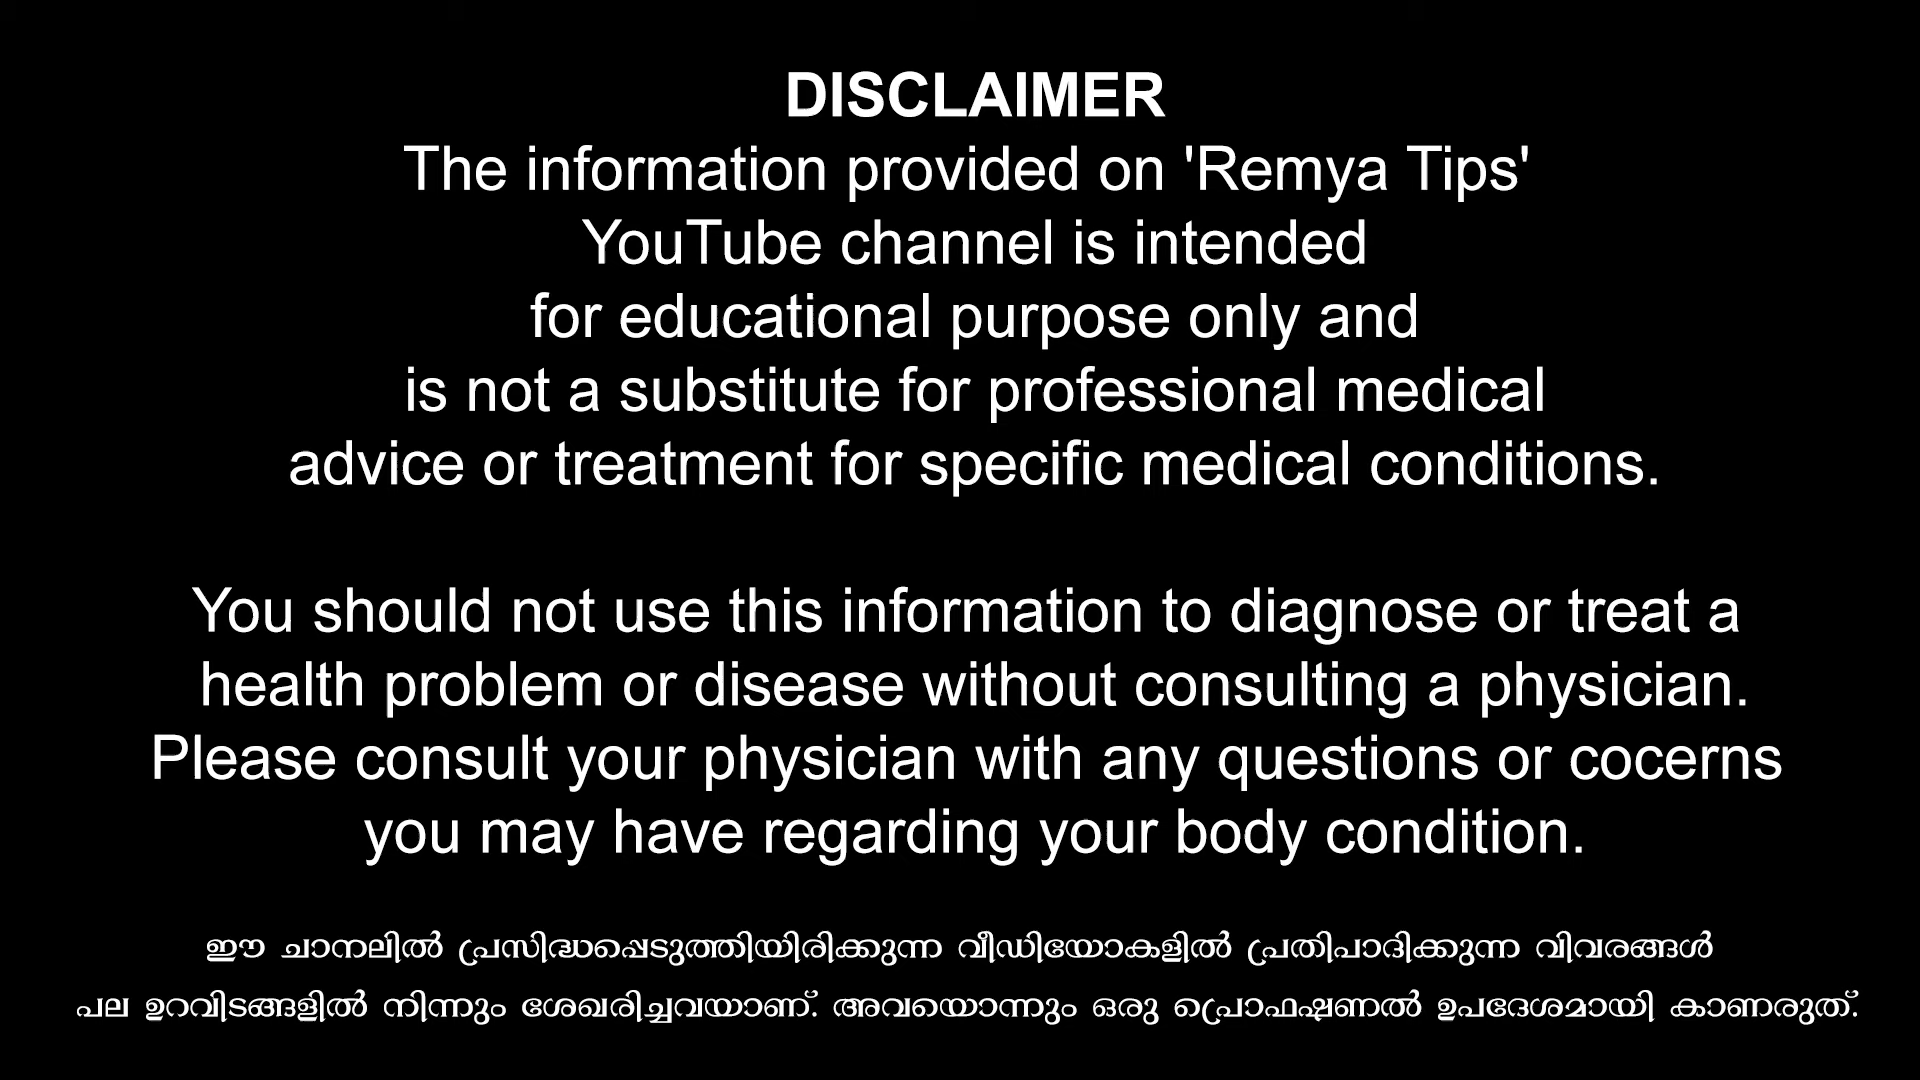 DISCLAIMER
The information provided on 'Remya Tips'
YouTube channel is intended
for educational purpose only and
is not a substitute for professional medical
advice or treatment for specific medical conditions.
You should not use this information to diagnose or treat a
health problem or disease without consulting a physician.
Please consult your physician with any questions or cocerns
you may have regarding your body condition.
ഈ ചാനലിൽ പ്രസിദ്ധപ്പെടുത്തിയിരിക്കുന്ന വീഡിയോകളിൽ പ്രതിപാദിക്കുന്ന വിവരങ്ങൾ
പല ഉറവിടങ്ങളിൽ നിന്നും ശേഖരിച്ചവയാണ്. അവയൊന്നും ഒരു പ്രൊഫഷണൽ ഉപദേശമായി കാണരുത്.